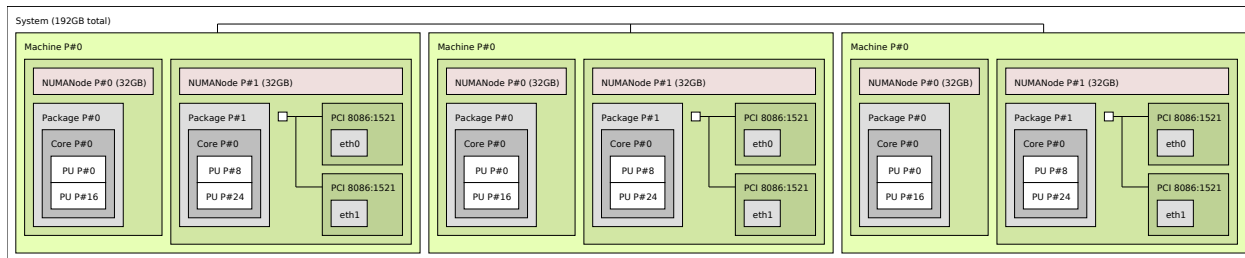 System (192GB total)
Machine P#0
NUMANode P#0 (32GB)
Package P#0
Core P#0
PU P#0
PU P#16
NUMANode P#1 (32GB)
Package P#1
Core P#0
PU P#8
PU P#24
PCI 8086:1521
eth0
PCI 8086:1521
eth1
Machine P#0
NUMANode P#0 (32GB)
Package P#0
Core P#0
PU P#0
PU P#16
NUMANode P#1 (32GB)
Package P#1
Core P#0
PU P#8
PU P#24
PCI 8086:1521
eth0
PCI 8086:1521
eth1
Machine P#0
NUMANode P#0 (32GB)
Package P#0
Core P#0
PU P#0
PU P#16
NUMANode P#1 (32GB)
Package P#1
Core P#0
PU P#8
PU P#24
PCI 8086:1521
eth0
PCI 8086:1521
eth1